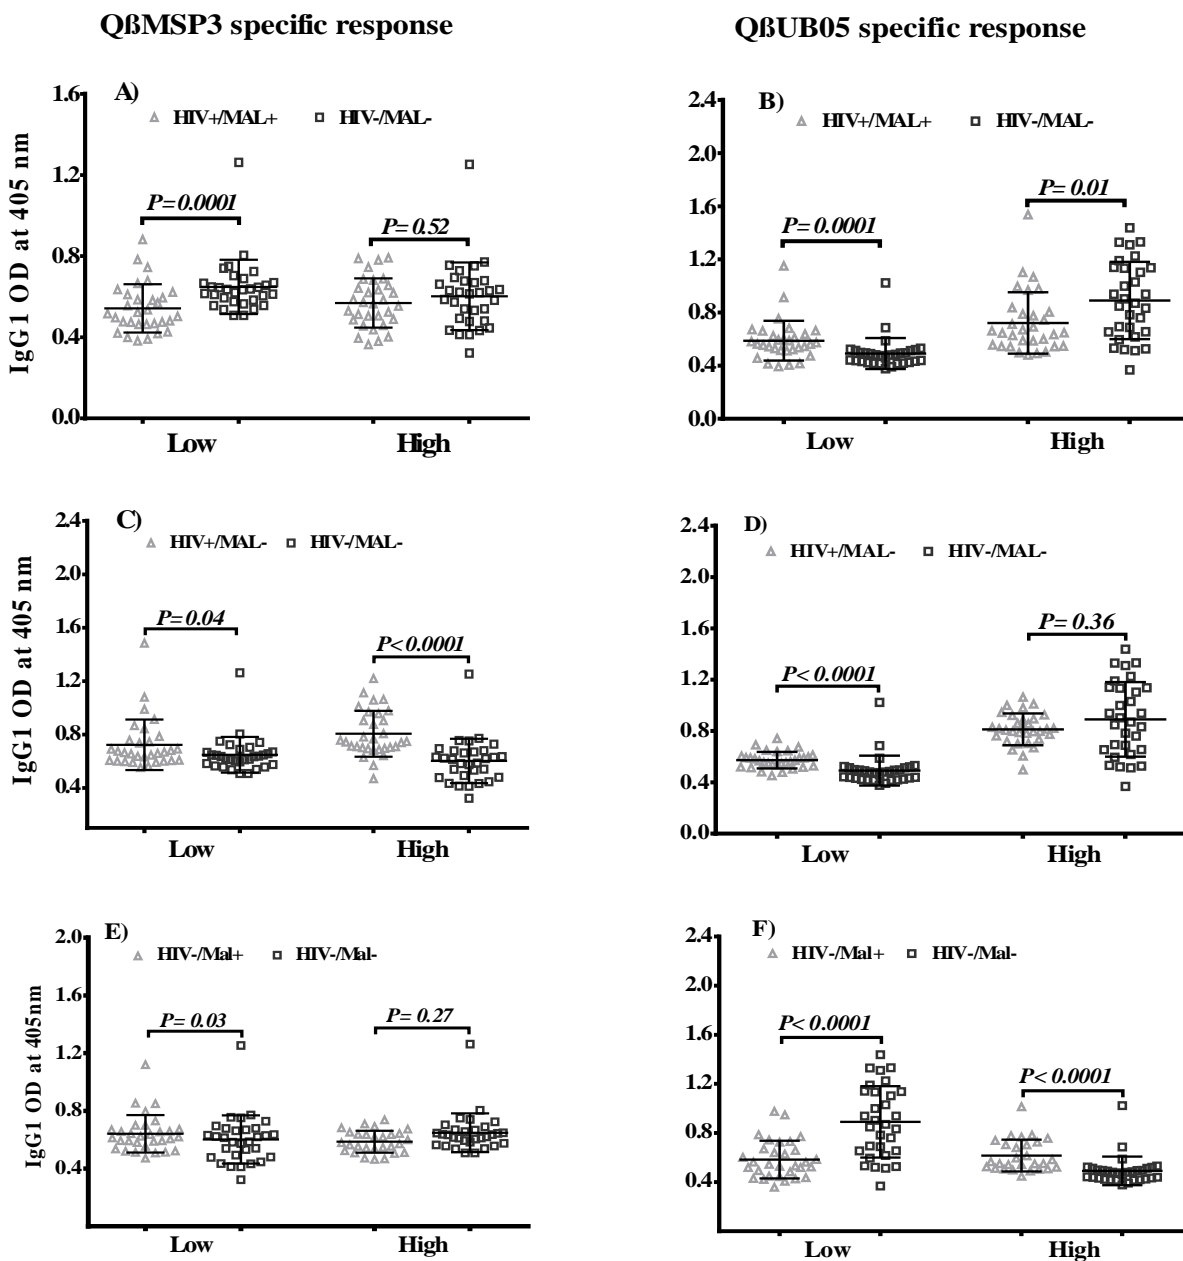 QßMSP3 specific response
QßUB05 specific response
A)
HIV+/MAL+ HIV-/MAL-
IgG1 OD at 405 nm
1.6
1.2
0.8
0.4
0.0
P=0.0001
P=0.52
Low High
B)
HIV+/MAL+ HIV-/MAL-
2.4
2.0
1.6
1.2
0.8
0.4
0.0
P=0.0001
P=0.01
Low High
C)
HIV+/MAL- HIV-/MAL-
IgG1 OD at 405 nm
2.4
2.0
1.6
1.2
0.8
0.4
P=0.04
P<0.0001
Low High
D)
HIV+/MAL- HIV-/MAL-
2.4
2.0
1.6
1.2
0.8
0.4
0.0
P<0.0001
P=0.36
Low High
E)
HIV-/Mal+ HIV-/Mal-
IgG1 OD at 405nm
2.0
1.6
1.2
0.8
0.4
P=0.03
P=0.27
Low High
F)
HIV-/Mal+ HIV-/Mal-
2.4
2.0
1.6
1.2
0.8
0.4
P<0.0001
P<0.0001
Low High